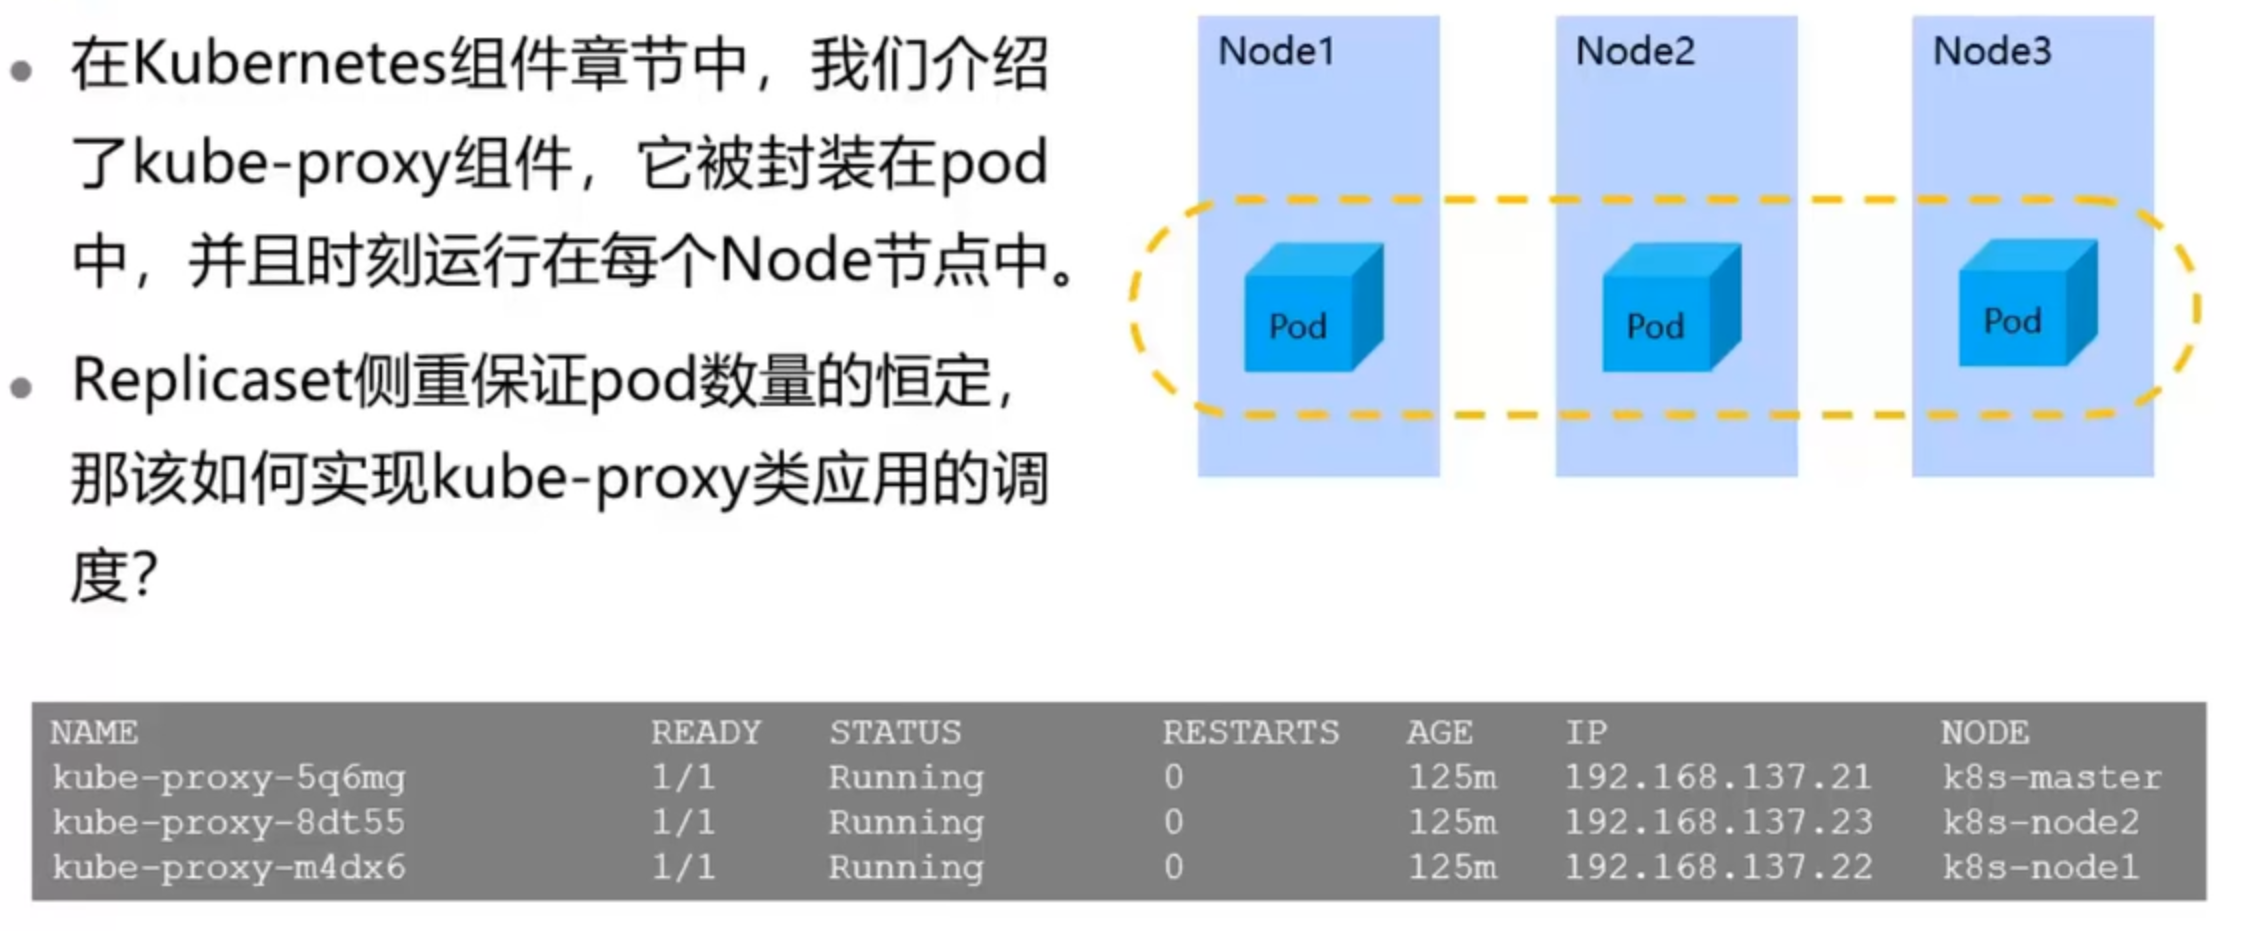 在Kubernetes组件章节中，我们介绍
了kube-proxy组件，它被封装在pod
中，并且时刻运行在每个Node节点中。
Replicaset侧重保证pod数量的恒定，
那该如何实现kube-proxy类应用的调
度？
Node1 Node2 Node3
Pod Pod Pod
NAME READY STATUS RESTARTS AGE IP NODE
kube-proxy-5q6mg 1/1 Running 0 125m 192.168.137.21 k8s-master
kube-proxy-8dt55 1/1 Running 0 125m 192.168.137.23 k8s-node2
kube-proxy-m4dx6 1/1 Running 0 125m 192.168.137.22 k8s-node1